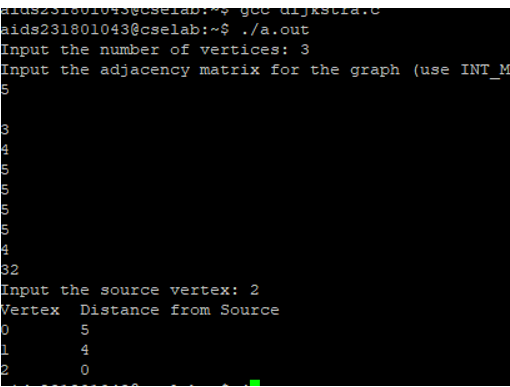 aids231801043@cselab:~$ gcc dijkstra.c
aids231801043@cselab:~$ ./a.out
Input the number of vertices: 3
Input the adjacency matrix for the graph (use INT_M
5
3
4
5
5
5
5
4
32
Input the source vertex: 2
Vertex Distance from Source
0 5
1 4
2 0